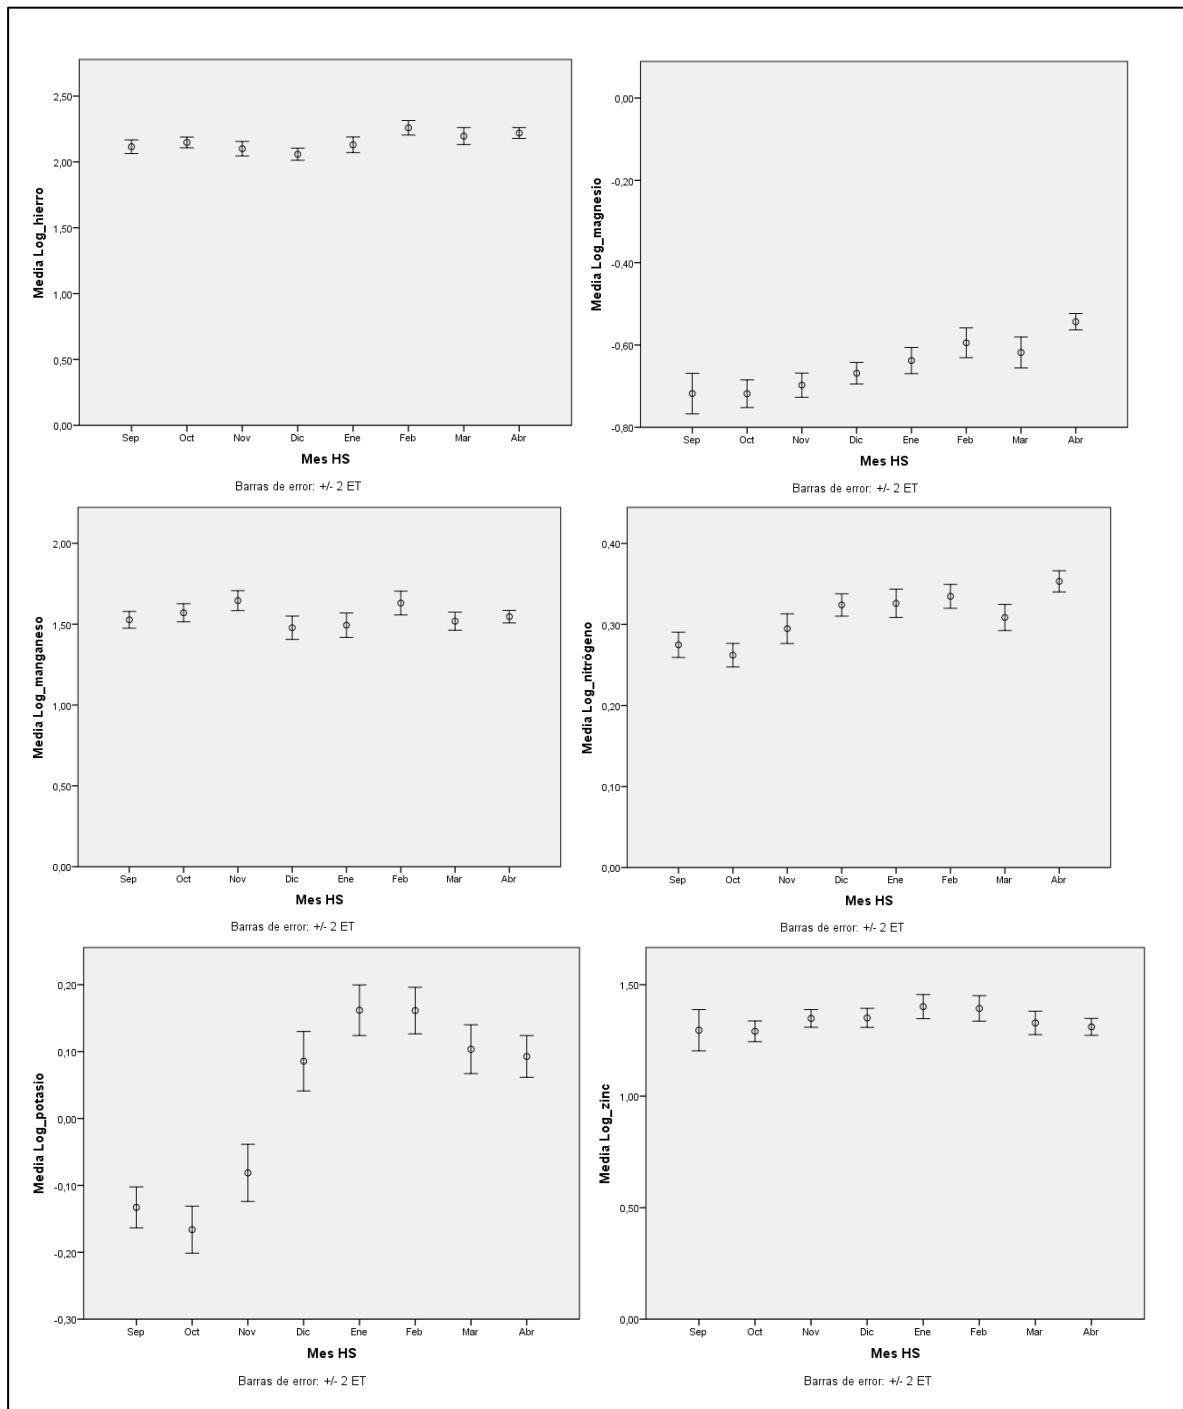 2,50
2,00
1,50
1,00
0,50
0,00
Media Log_hierro
Sep Oct Nov Dic Ene Feb Mar Abr
Mes HS
Barras de error: +/- 2 ET
0,00
-0,20
-0,40
-0,60
-0,80
Media Log_magnesio
Sep Oct Nov Dic Ene Feb Mar Abr
Mes HS
Barras de error: +/- 2 ET
2,00
1,50
1,00
0,50
0,00
Media Log_manganeso
Sep Oct Nov Dic Ene Feb Mar Abr
Mes HS
Barras de error: +/- 2 ET
0,40
0,30
0,20
0,10
0,00
Media Log_nitrógeno
Sep Oct Nov Dic Ene Feb Mar Abr
Mes HS
Barras de error: +/- 2 ET
0,20
0,10
0,00
-0,10
-0,20
-0,30
Media Log_potasio
Sep Oct Nov Dic Ene Feb Mar Abr
Mes HS
Barras de error: +/- 2 ET
1,50
1,00
0,50
0,00
Media Log_zinc
Sep Oct Nov Dic Ene Feb Mar Abr
Mes HS
Barras de error: +/- 2 ET